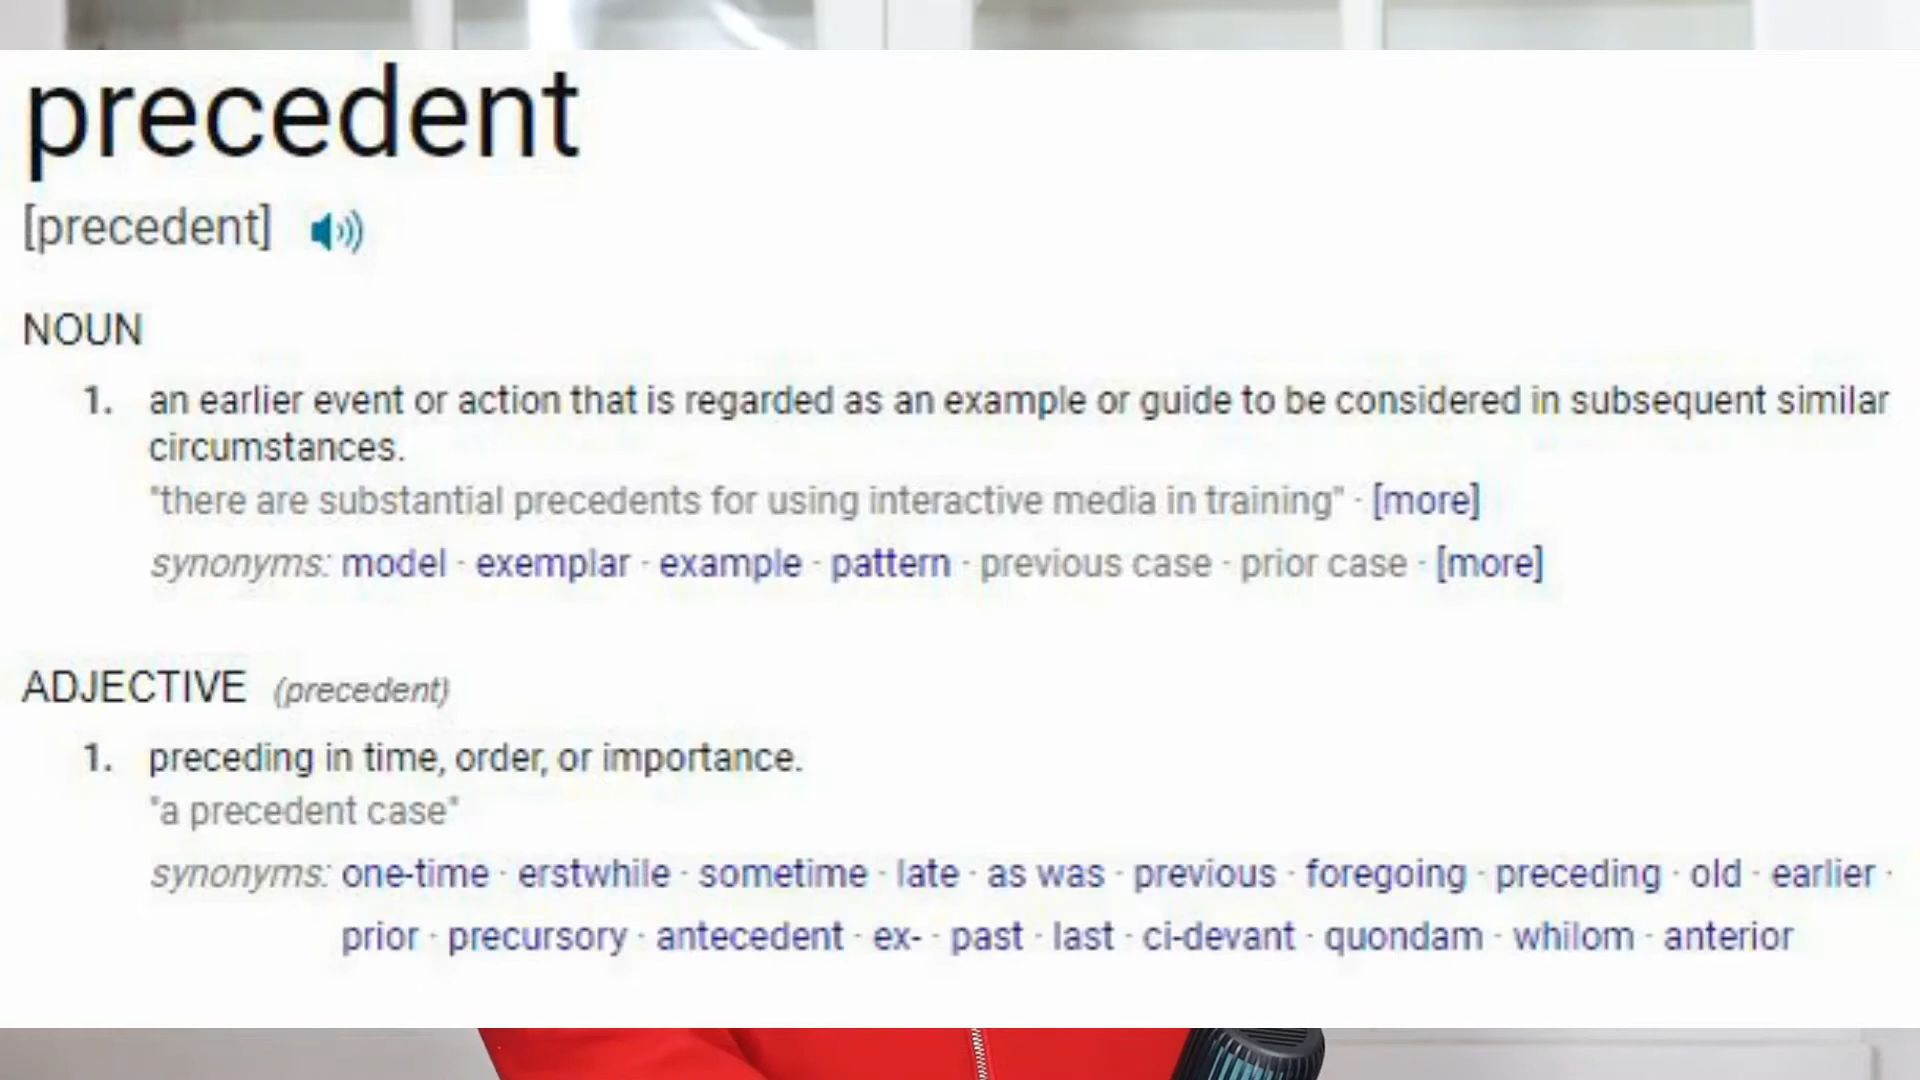 precedent
[precedent]
NOUN
1. an earlier event or action that is regarded as an example or guide to be considered in subsequent similar
circumstances.
"there are substantial precedents for using interactive media in training" · [more]
synonyms: model · exemplar · example · pattern · previous case · prior case · [more]
ADJECTIVE (precedent)
1. preceding in time, order, or importance.
"a precedent case"
synonyms: one-time · erstwhile · sometime · late · as was · previous · foregoing · preceding · old · earlier ·
prior · precursory · antecedent · ex- · past · last · ci-devant · quondam · whilom · anterior